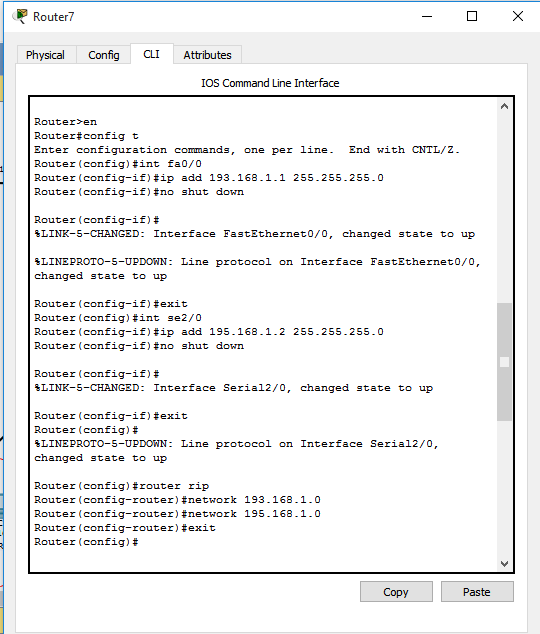 Router7
Physical Config CLI Attributes
IOS Command Line Interface
Router>en
Router#config t
Enter configuration commands, one per line.  End with CNTL/Z.
Router(config)#int fa0/0
Router(config-if)#ip add 193.168.1.1 255.255.255.0
Router(config-if)#no shut down
Router(config-if)#
%LINK-5-CHANGED: Interface FastEthernet0/0, changed state to up
%LINEPROTO-5-UPDOWN: Line protocol on Interface FastEthernet0/0,
changed state to up
Router(config-if)#exit
Router(config)#int se2/0
Router(config-if)#ip add 195.168.1.2 255.255.255.0
Router(config-if)#no shut down
Router(config-if)#
%LINK-5-CHANGED: Interface Serial2/0, changed state to up
Router(config-if)#exit
Router(config)#
%LINEPROTO-5-UPDOWN: Line protocol on Interface Serial2/0,
changed state to up
Router(config)#router rip
Router(config-router)#network 193.168.1.0
Router(config-router)#network 195.168.1.0
Router(config-router)#exit
Router(config)#
Copy Paste